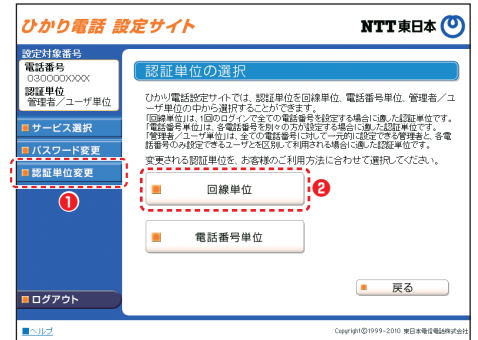 ひかり電話 設定サイト
NTT東日本
設定対象番号
電話番号
030000XXXX
認証単位
管理者／ユーザ単位
サービス選択
パスワード変更
認証単位変更
❶
ログアウト
認証単位の選択
ひかり電話設定サイトでは、認証単位を回線単位、電話番号単位、管理者／ユ
ーザ単位の中から選択することができます。
「回線単位」は、1回のログインで全ての電話番号を設定する場合に適した認証単位です。
「電話番号単位」は、各電話番号を別々の方が設定する場合に適した認証単位です。
「管理者／ユーザ単位」は、全ての電話番号に対して一元的に設定できる管理者と、各電
話番号のみ設定できるユーザとを区別して利用される場合に適した認証単位です。
変更される認証単位を、お客様のご利用方法に合わせて選択してください。
回線単位
❷
電話番号単位
戻る
ヘルプ
Copyright©1999-2010 東日本電信電話株式会社